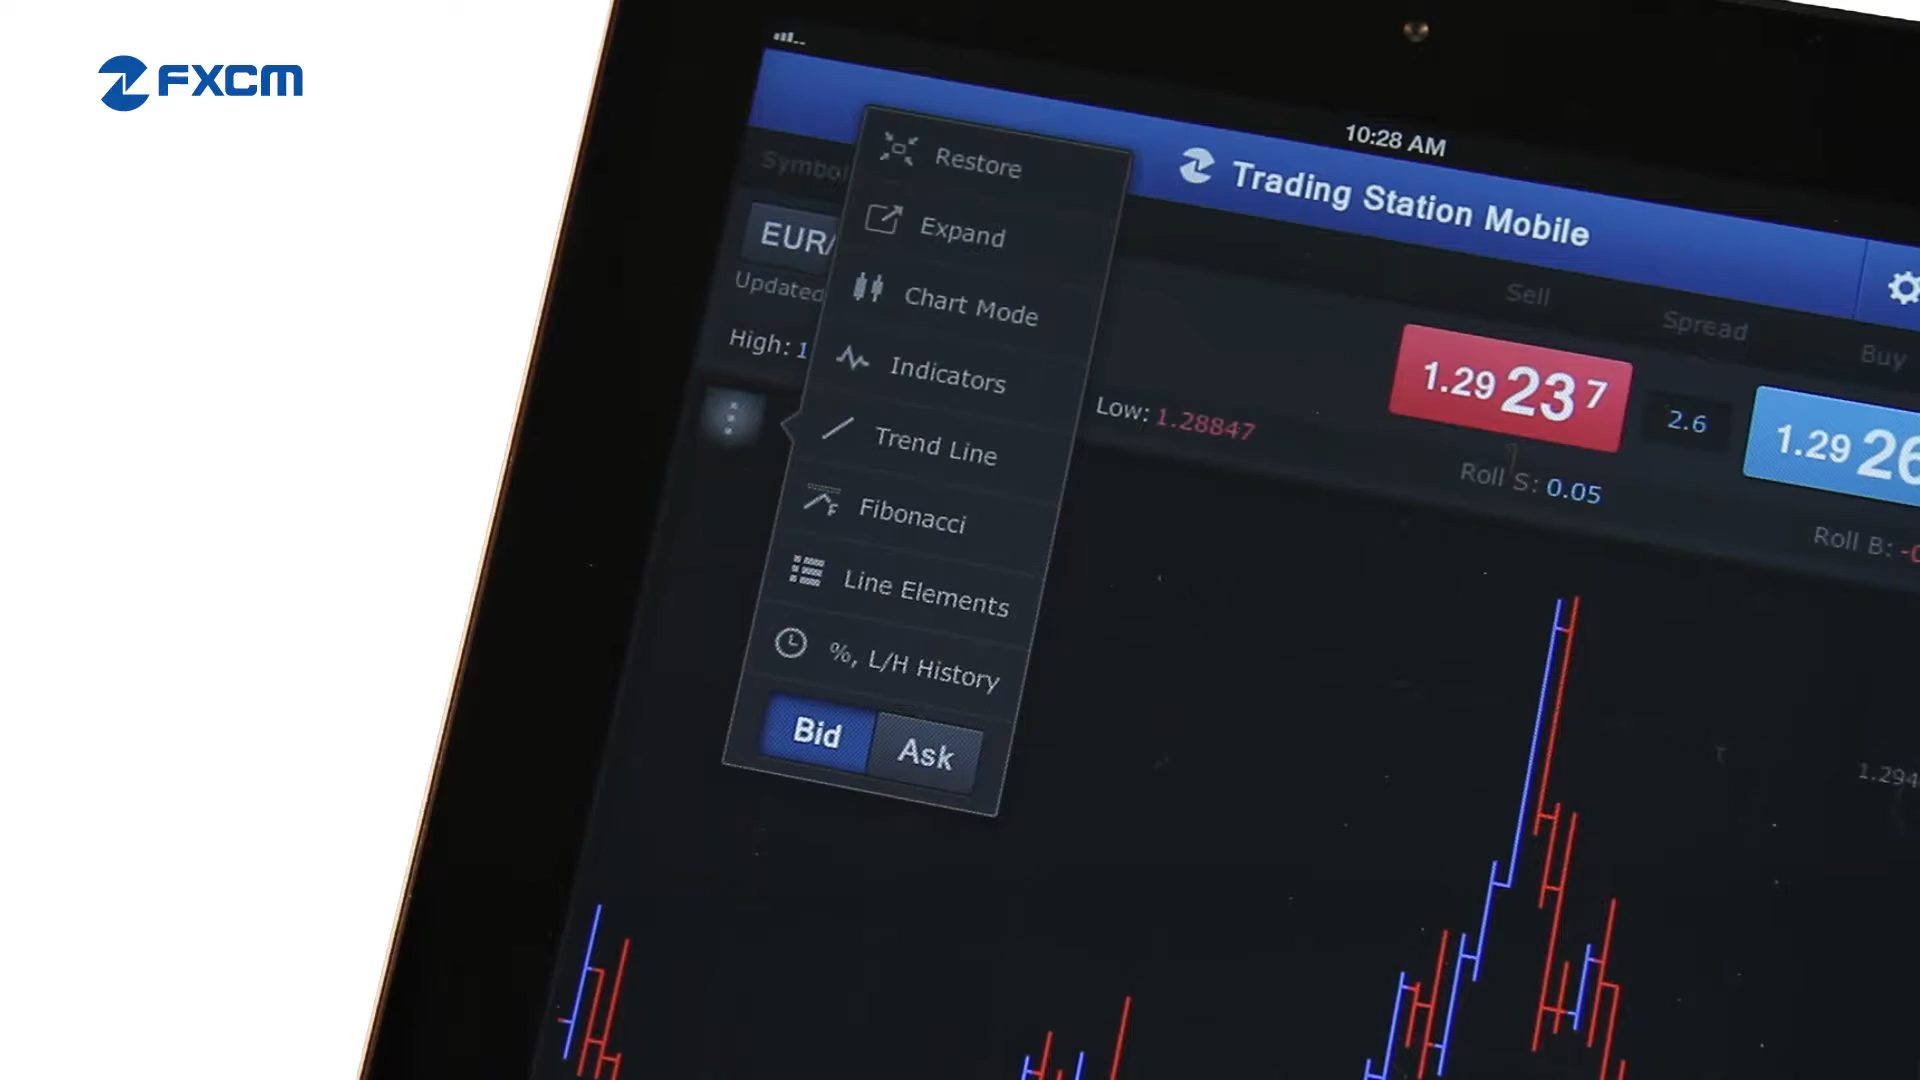 FXCM
10:28 AM
Trading Station Mobile
Restore
Expand
Chart Mode
Indicators
Trend Line
Fibonacci
Line Elements
%, L/H History
Bid
Ask
Symbol
EUR/
Updated
High: 1
Low: 1.28847
Sell
Spread
Buy
1.29 23 7
2.6
1.29 26
Roll S: 0.05
Roll B: -0
1.294